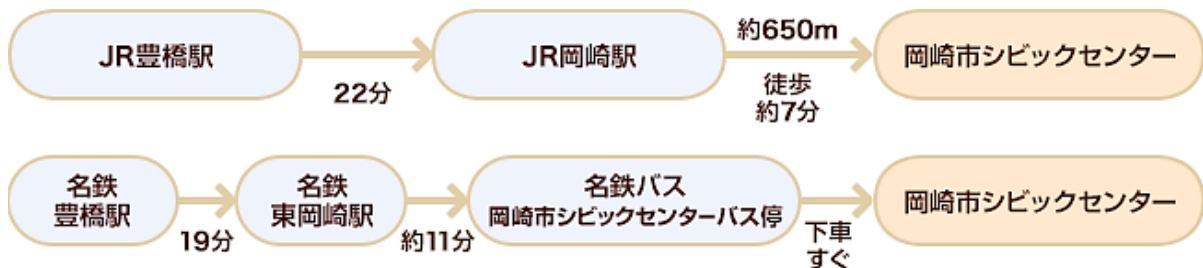 JR豊橋駅
22分
JR岡崎駅
約650m
徒歩
約7分
岡崎市シビックセンター
名鉄
豊橋駅
19分
名鉄
東岡崎駅
約11分
名鉄バス
岡崎市シビックセンターバス停
下車
すぐ
岡崎市シビックセンター